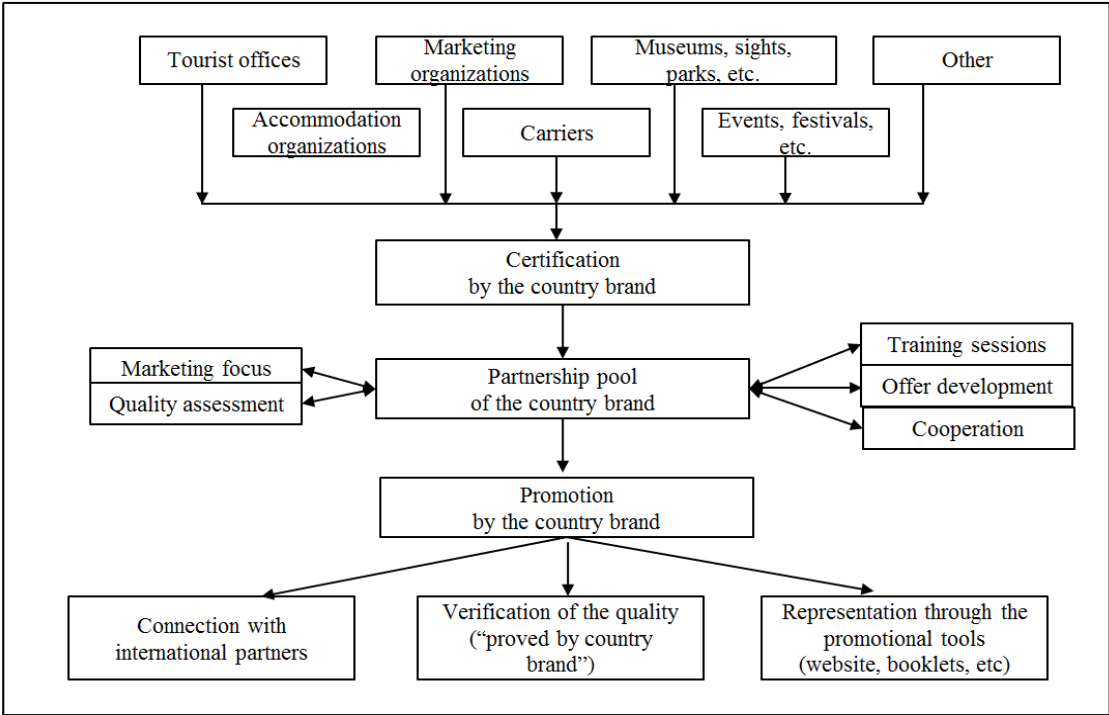 Tourist offices
Marketing
organizations
Museums, sights,
parks, etc.
Other
Accommodation
organizations
Carriers
Events, festivals,
etc.
Certification
by the country brand
Marketing focus
Quality assessment
Partnership pool
of the country brand
Training sessions
Offer development
Cooperation
Promotion
by the country brand
Connection with
international partners
Verification of the quality
(“proved by country
brand”)
Representation through the
promotional tools
(website, booklets, etc)